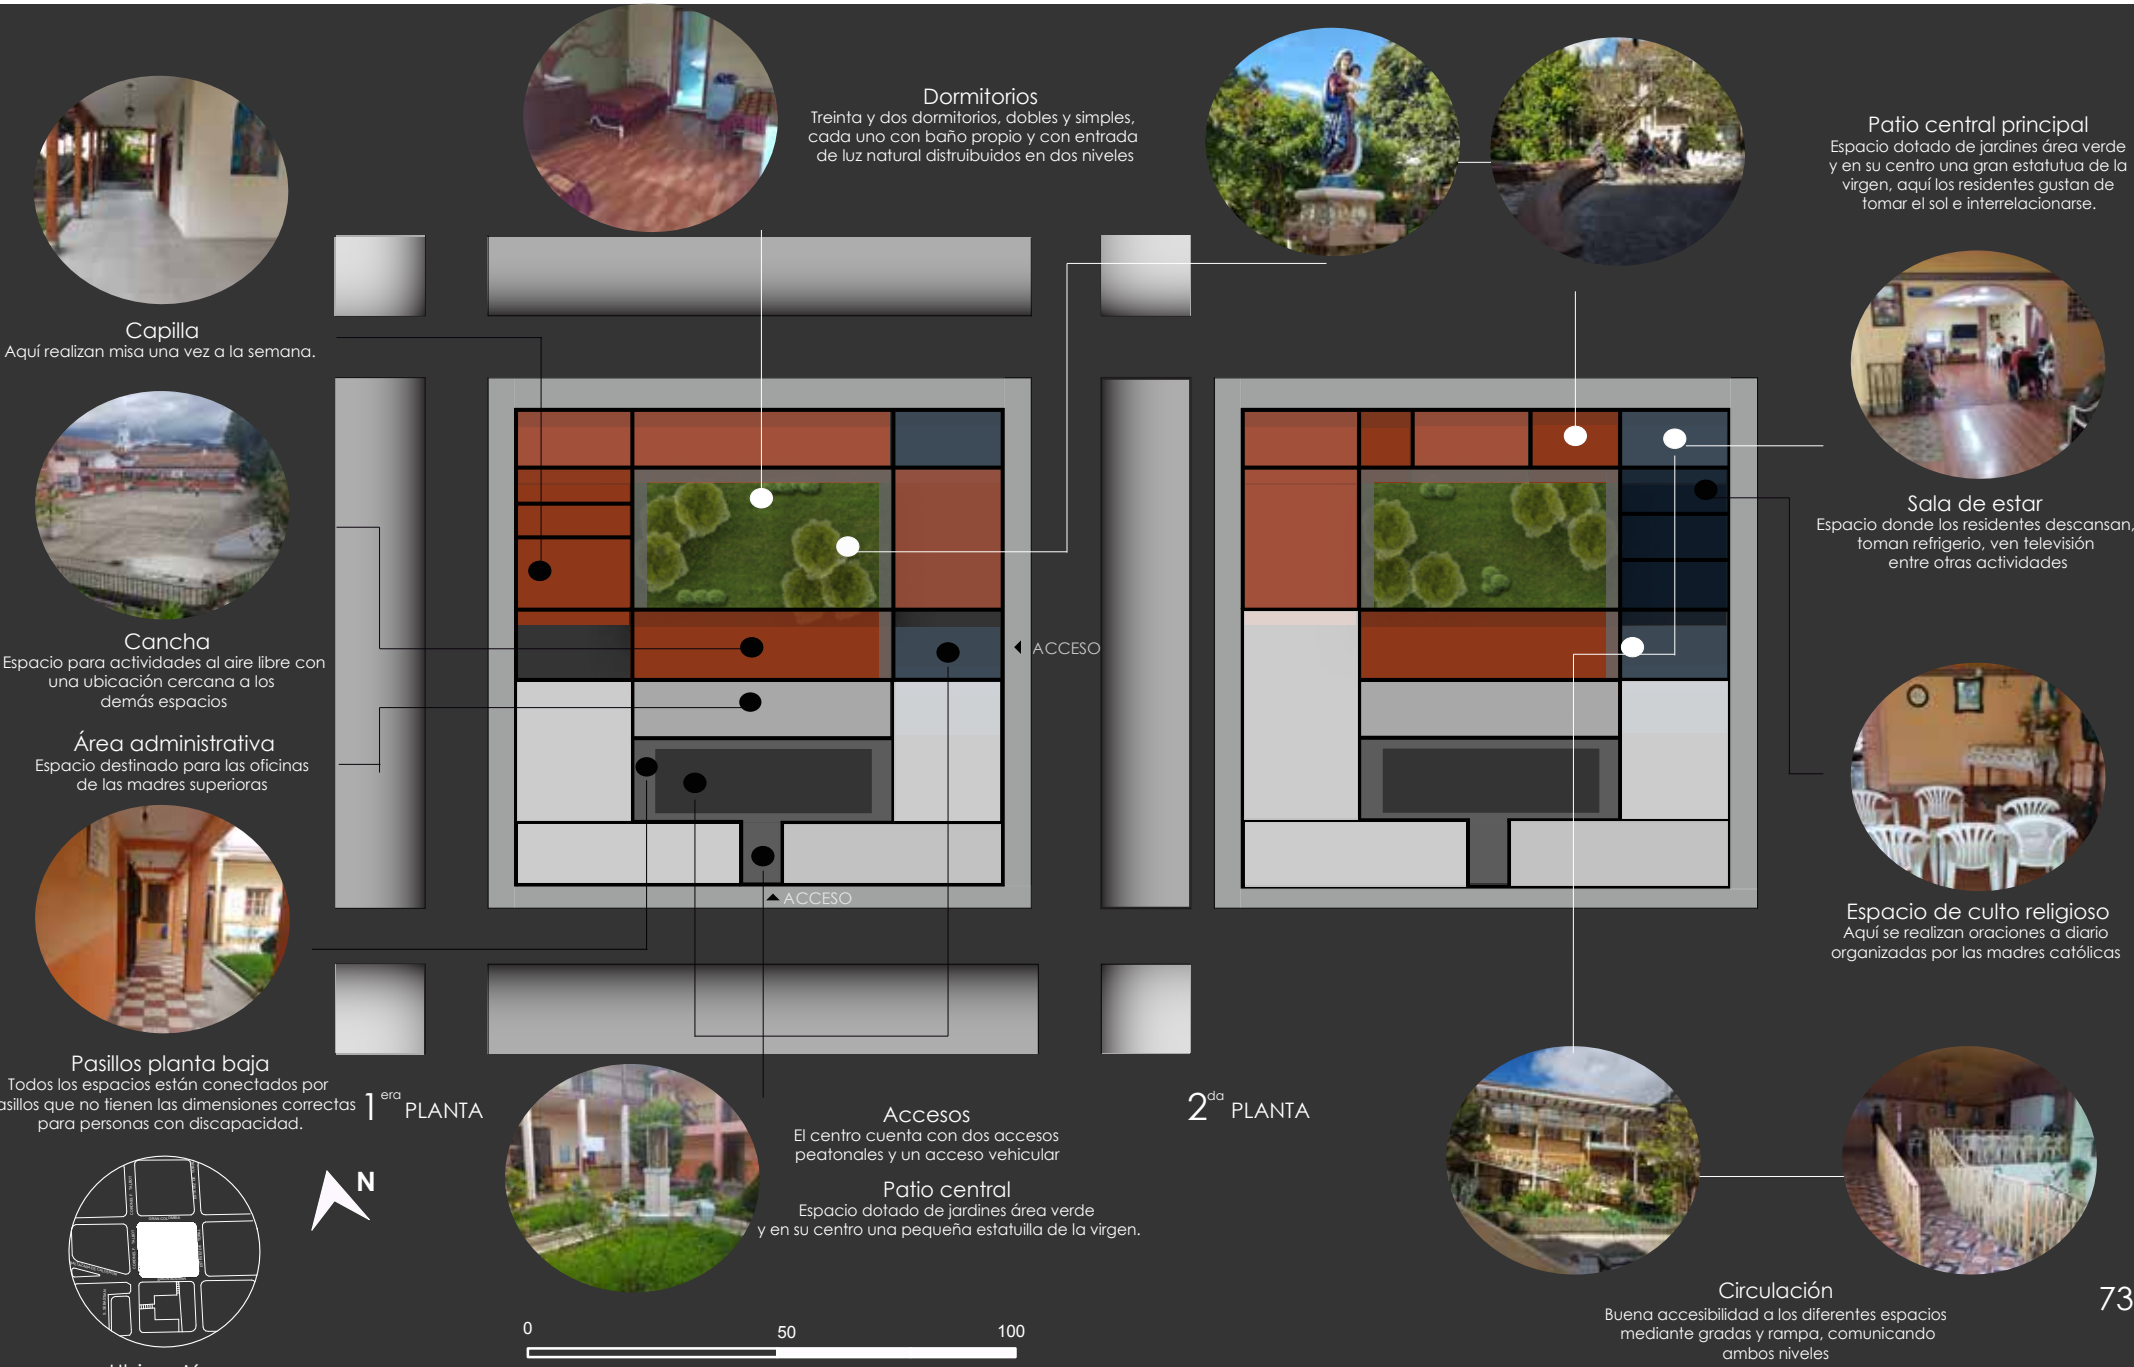 Dormitorios
Treinta y dos dormitorios, dobles y simples,
cada uno con baño propio y con entrada
de luz natural distruibuidos en dos niveles
Patio central principal
Espacio dotado de jardines área verde
y en su centro una gran estatutua de la
virgen, aquí los residentes gustan de
tomar el sol e interrelacionarse.
Capilla
Aquí realizan misa una vez a la semana.
Cancha
Espacio para actividades al aire libre con
una ubicación cercana a los
demás espacios
Área administrativa
Espacio destinado para las oficinas
de las madres superioras
Sala de estar
Espacio donde los residentes descansan,
toman refrigerio, ven televisión
entre otras actividades
ACCESO
ACCESO
Espacio de culto religioso
Aquí se realizan oraciones a diario
organizadas por las madres católicas
Pasillos planta baja
Todos los espacios están conectados por
asillos que no tienen las dimensiones correctas
para personas con discapacidad.
1era PLANTA
2da PLANTA
Accesos
El centro cuenta con dos accesos
peatonales y un acceso vehicular
Patio central
Espacio dotado de jardines área verde
y en su centro una pequeña estatuilla de la virgen.
N
Circulación
Buena accesibilidad a los diferentes espacios
mediante gradas y rampa, comunicando
ambos niveles
73
0 50 100